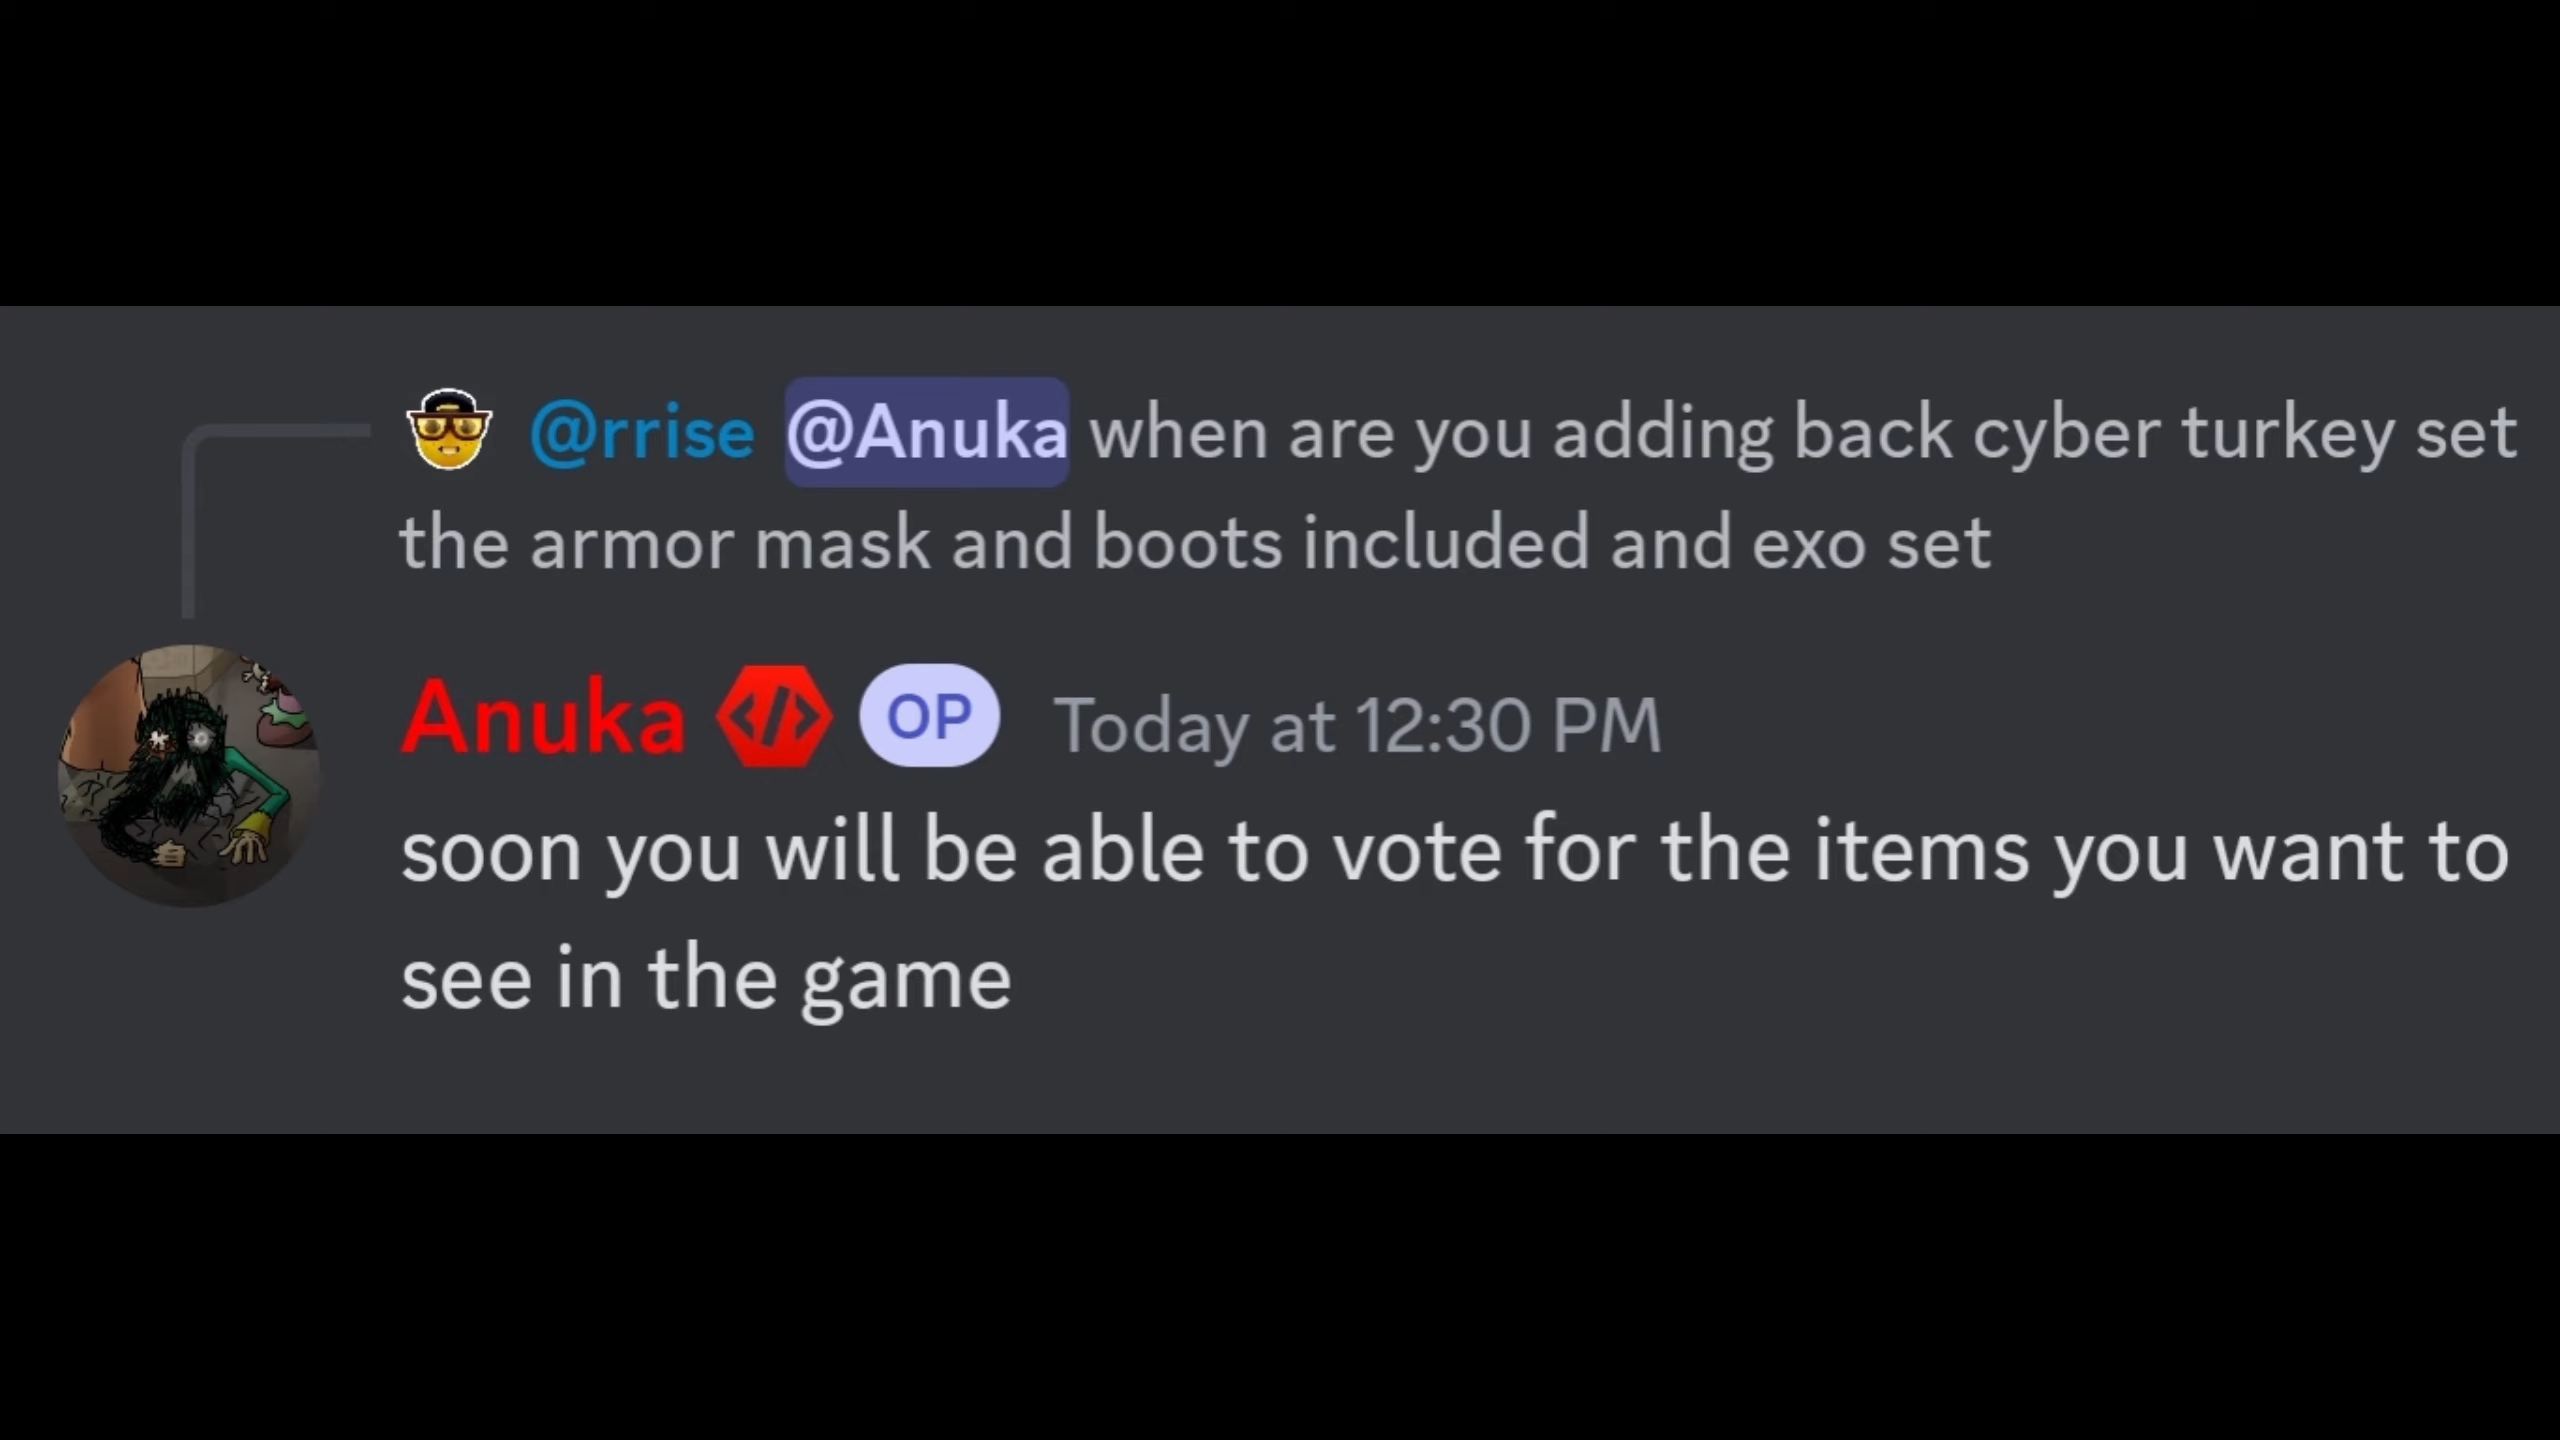 @rrise @Anuka when are you adding back cyber turkey set
the armor mask and boots included and exo set
Anuka </> OP Today at 12:30 PM
soon you will be able to vote for the items you want to
see in the game